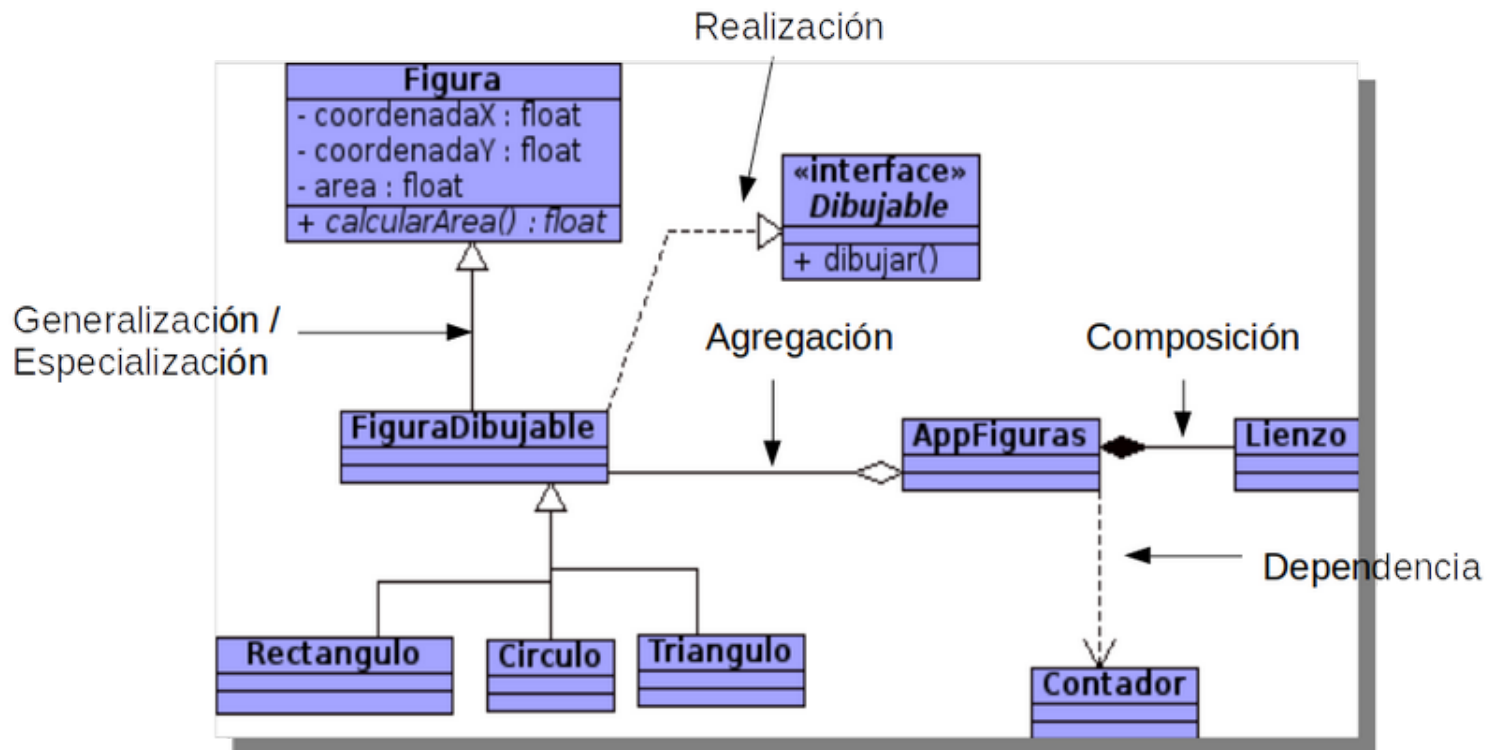 Realización
Figura
- coordenadaX : float
- coordenadaY : float
- area : float
+ calcularArea() : float
«interface»
Dibujable
+ dibujar()
Generalización /
Especialización
Agregación
Composición
FiguraDibujable
AppFiguras
Lienzo
Dependencia
Rectangulo
Circulo
Triangulo
Contador